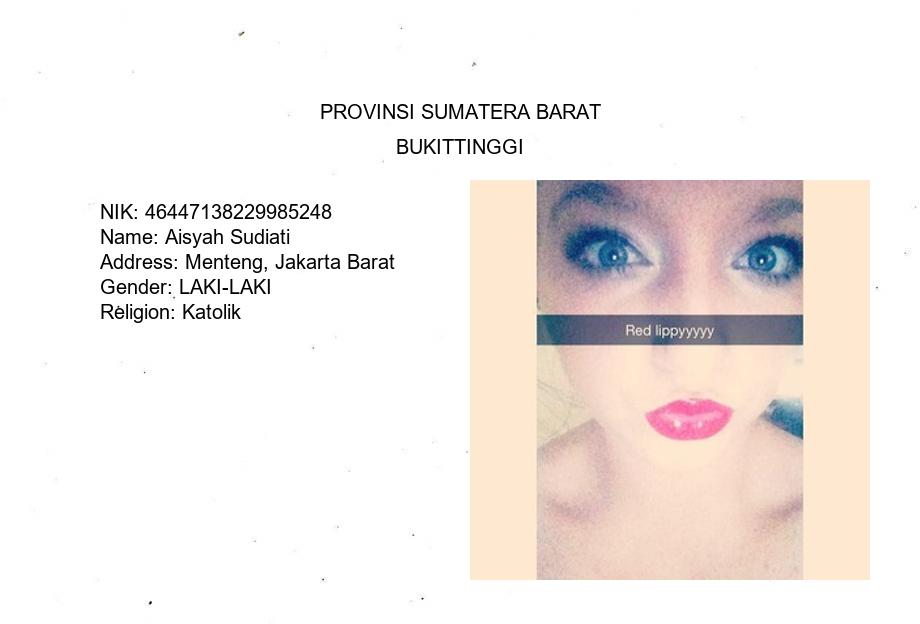 PROVINSI SUMATERA BARAT
BUKITTINGGI
NIK: 46447138229985248
Name: Aisyah Sudiati
Address: Menteng, Jakarta Barat
Gender: LAKI-LAKI
Religion: Katolik
Red lippyyyyy